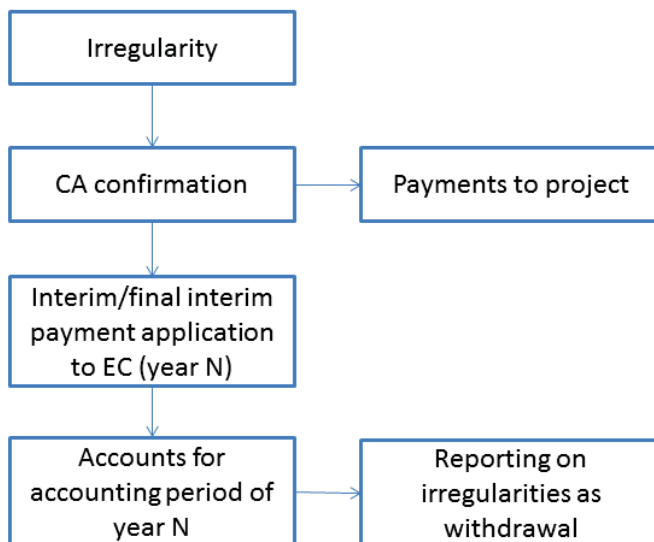 Irregularity
CA confirmation
Payments to project
Interim/final interim
payment application
to EC (year N)
Accounts for
accounting period of
year N
Reporting on
irregularities as
withdrawal